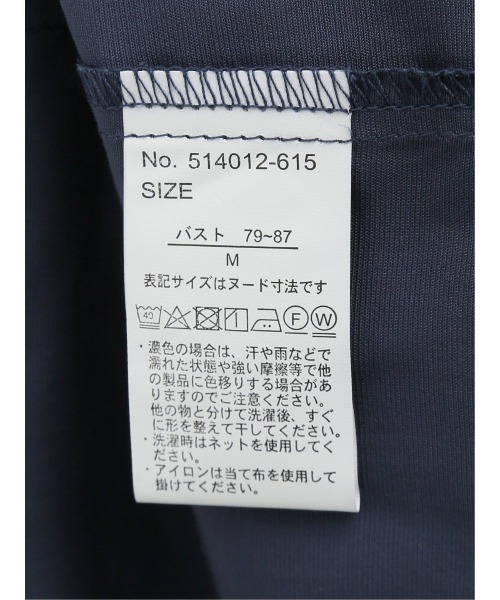 No. 514012-615
SIZE
バスト 79~87
M
表記サイズはヌード寸法です
40 F W
・濃色の場合は、汗や雨などで
濡れた状態や強い摩擦等で他
の製品に色移りする場合があ
りますのでご注意ください。
他の物と分けて洗濯後、すぐ
に形を整えて干してください。
・洗濯時はネットを使用してく
ださい。
・アイロンは当て布を使用して
掛けてください。